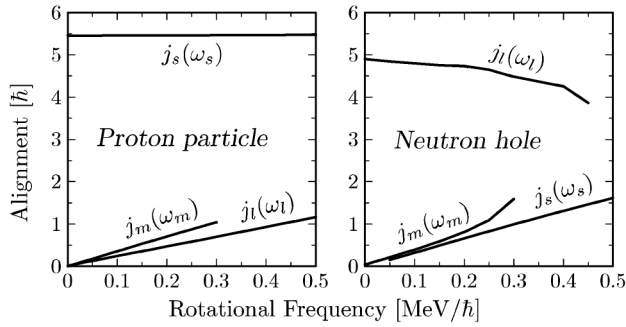 6
5
4
3
2
1
0
Alignment [ħ]
j_s(ω_s)
Proton particle
j_m(ω_m)
j_l(ω_l)
0 0.1 0.2 0.3 0.4 0.5
j_l(ω_l)
Neutron hole
j_m(ω_m)
j_s(ω_s)
0 0.1 0.2 0.3 0.4 0.5
Rotational Frequency [MeV/ħ]